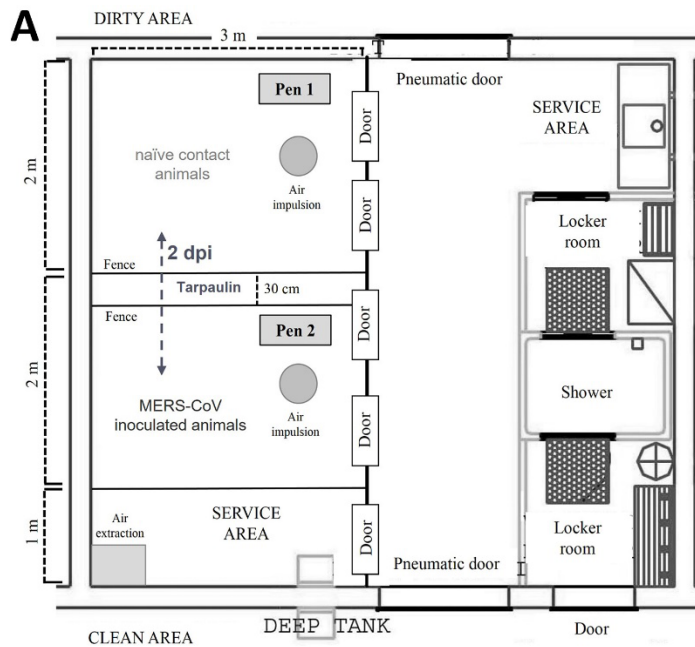 A
DIRTY AREA
3 m
Pneumatic door
Pen 1
Door
SERVICE
AREA
2 m
naïve contact
animals
Air
impulsion
Door
Locker
room
2 dpi
Fence
Tarpaulin
30 cm
Fence
Door
Pen 2
2 m
Shower
MERS-CoV
inoculated animals
Air
impulsion
Door
1 m
Air
extraction
SERVICE
AREA
Door
Locker
room
Pneumatic door
CLEAN AREA
DEEP TANK
Door